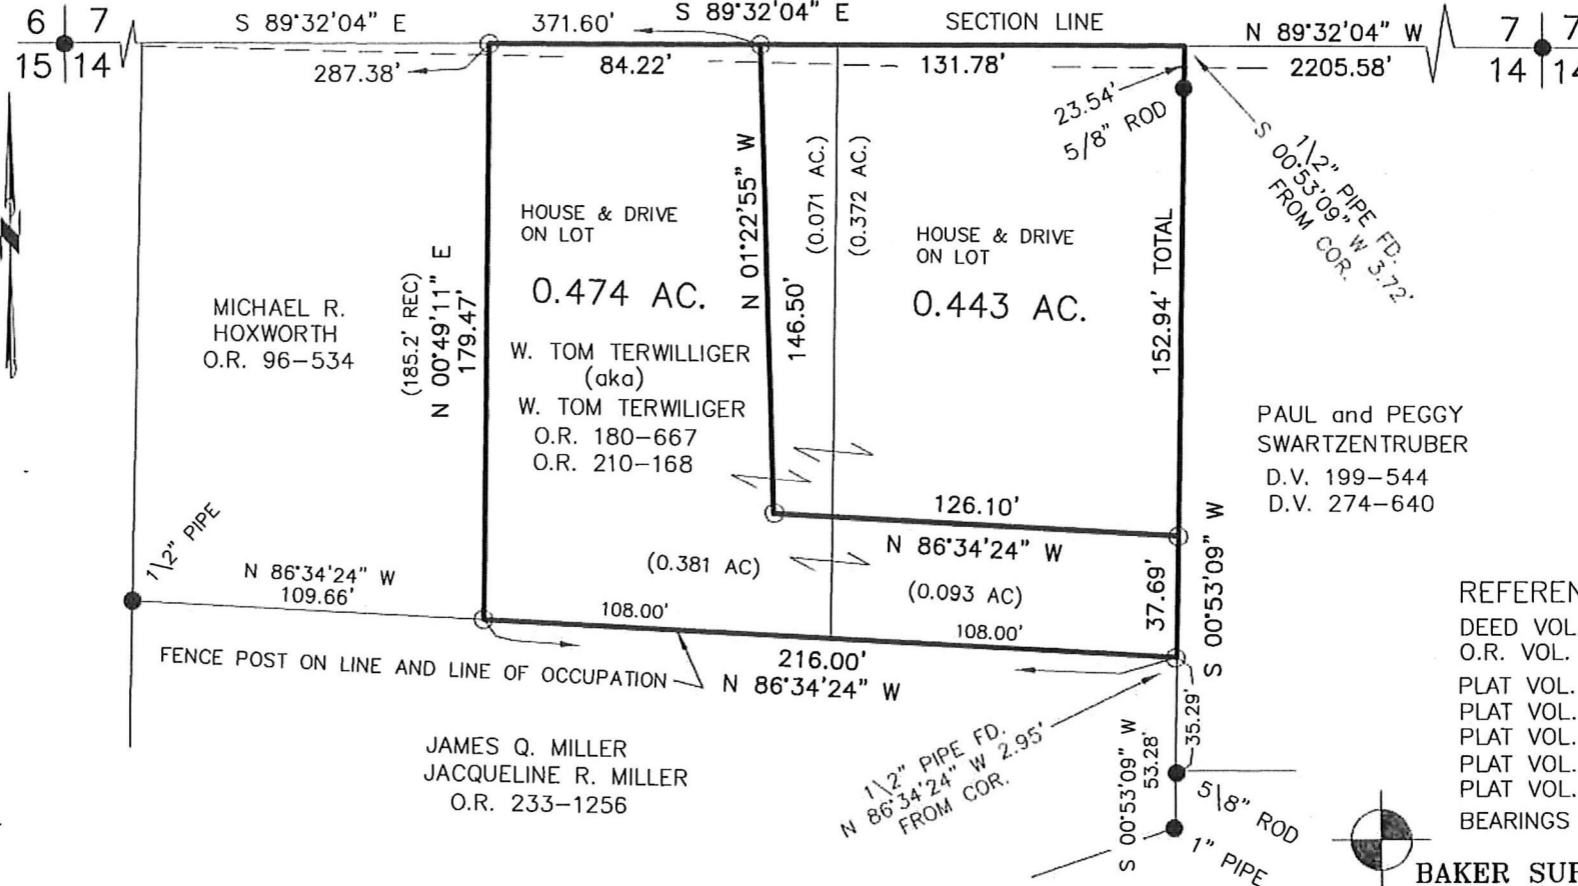 6 7
15 14
S 89°32'04" E
371.60'
S 89°32'04" E
SECTION LINE
N 89°32'04" W
7 7
14
287.38'
84.22'
131.78'
2205.58'
23.54'
5/8" ROD
1\2" PIPE FD.
S 00°53'09" W 3.72'
FROM COR.
(0.071 AC.)
(0.372 AC.)
HOUSE & DRIVE
ON LOT
0.474 AC.
HOUSE & DRIVE
ON LOT
0.443 AC.
N 01°22'55" W
146.50'
152.94' TOTAL
(185.2' REC)
N 00°49'11" E
179.47'
MICHAEL R.
HOXWORTH
O.R. 96-534
W. TOM TERWILLIGER
(aka)
W. TOM TERWILIGER
O.R. 180-667
O.R. 210-168
PAUL and PEGGY
SWARTZENTRUBER
D.V. 199-544
D.V. 274-640
126.10'
N 86°34'24" W
1\2" PIPE
N 86°34'24" W
109.66'
(0.381 AC)
(0.093 AC)
37.69'
S 00°53'09" W
108.00'
108.00'
216.00'
N 86°34'24" W
FENCE POST ON LINE AND LINE OF OCCUPATION
JAMES Q. MILLER
JACQUELINE R. MILLER
O.R. 233-1256
1\2" PIPE FD.
N 86°34'24" W 2.95'
FROM COR.
S 00°53'09" W
53.28'
35.29'
5\8" ROD
1" PIPE
REFEREN
DEED VOL.
O.R. VOL.
PLAT VOL.
PLAT VOL.
PLAT VOL.
PLAT VOL.
PLAT VOL.
BEARINGS
BAKER SUR